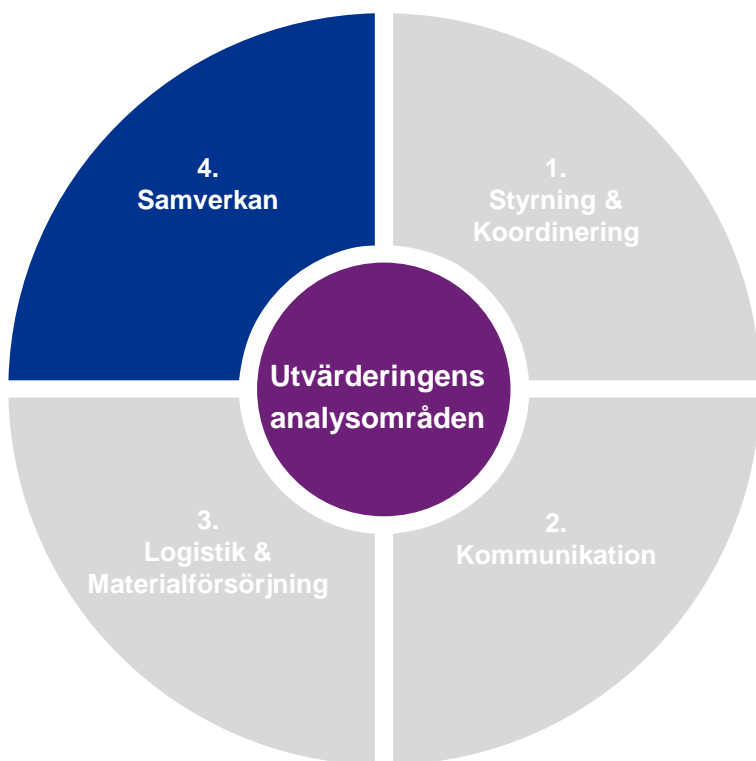 4.
Samverkan
1.
Styrning &
Koordinering
Utvärderingens
analysområden
3.
Logistik &
Materialförsörjning
2.
Kommunikation